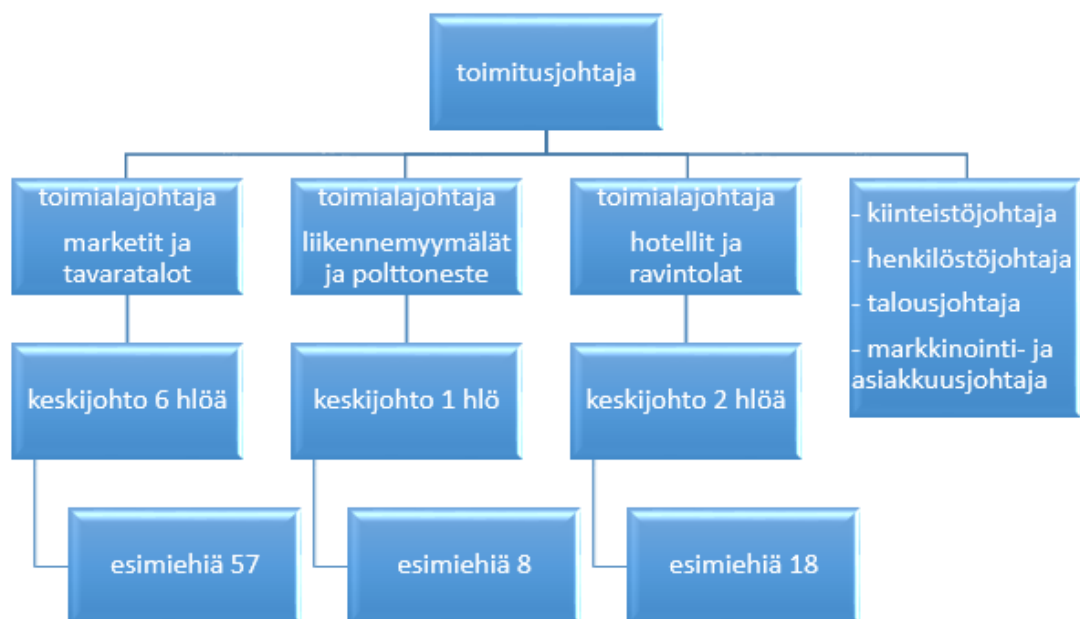 toimitusjohtaja
toimialajohtaja
marketit ja
tavaratalot
toimialajohtaja
liikennemyymälät
ja polttoneste
toimialajohtaja
hotellit ja
ravintolat
- kiinteistöjohtaja
- henkilöstöjohtaja
- talousjohtaja
- markkinointi- ja
asiakkuusjohtaja
keskijohto 6 hlöä
keskijohto 1 hlö
keskijohto 2 hlöä
esimiehiä 57
esimiehiä 8
esimiehiä 18